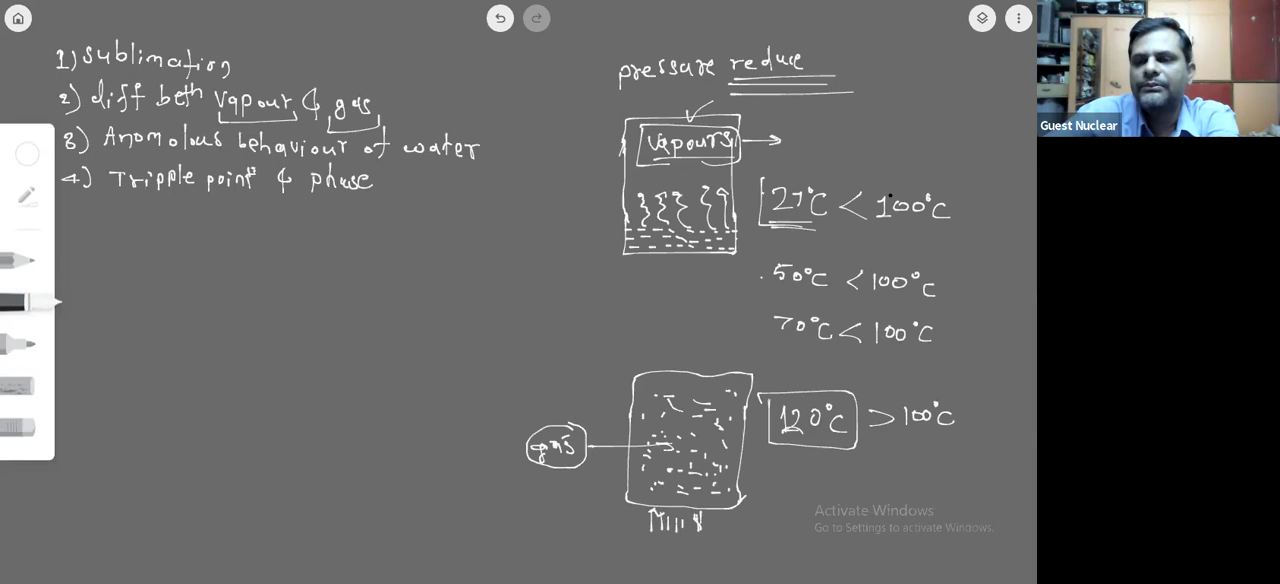 1) sublimation
2) diff beth vapour & gas
3) Anomolous behaviour of water
4) Tripple point & phase
pressure reduce
vapours
27°C < 100°C
50°C < 100°C
70°C < 100°C
gas
120°C > 100°C
Guest Nuclear
Activate Windows
Go to Settings to activate Windows.